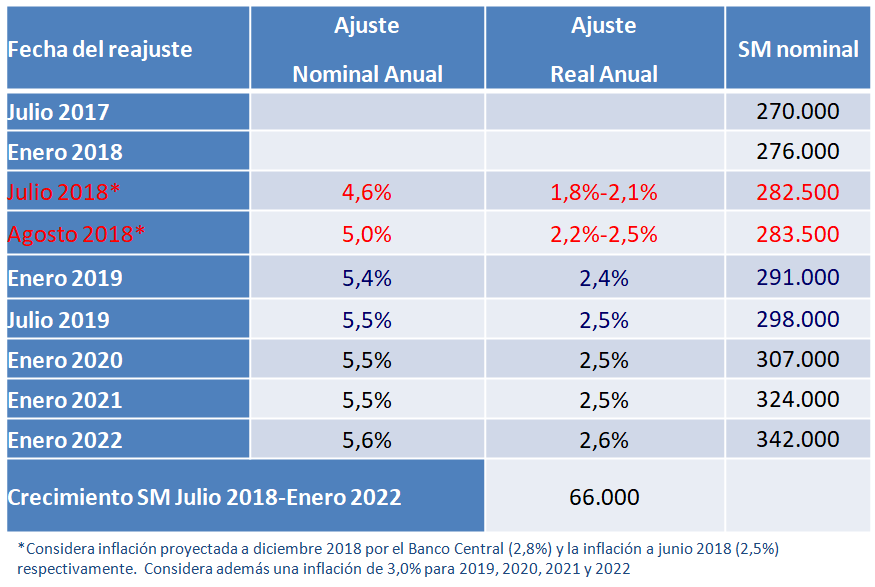 Fecha del reajuste Ajuste Nominal Anual Ajuste Real Anual SM nominal
Julio 2017 270.000
Enero 2018 276.000
Julio 2018* 4,6% 1,8%-2,1% 282.500
Agosto 2018* 5,0% 2,2%-2,5% 283.500
Enero 2019 5,4% 2,4% 291.000
Julio 2019 5,5% 2,5% 298.000
Enero 2020 5,5% 2,5% 307.000
Enero 2021 5,5% 2,5% 324.000
Enero 2022 5,6% 2,6% 342.000
Crecimiento SM Julio 2018-Enero 2022 66.000
*Considera inflación proyectada a diciembre 2018 por el Banco Central (2,8%) y la inflación a junio 2018 (2,5%)
respectivamente. Considera además una inflación de 3,0% para 2019, 2020, 2021 y 2022